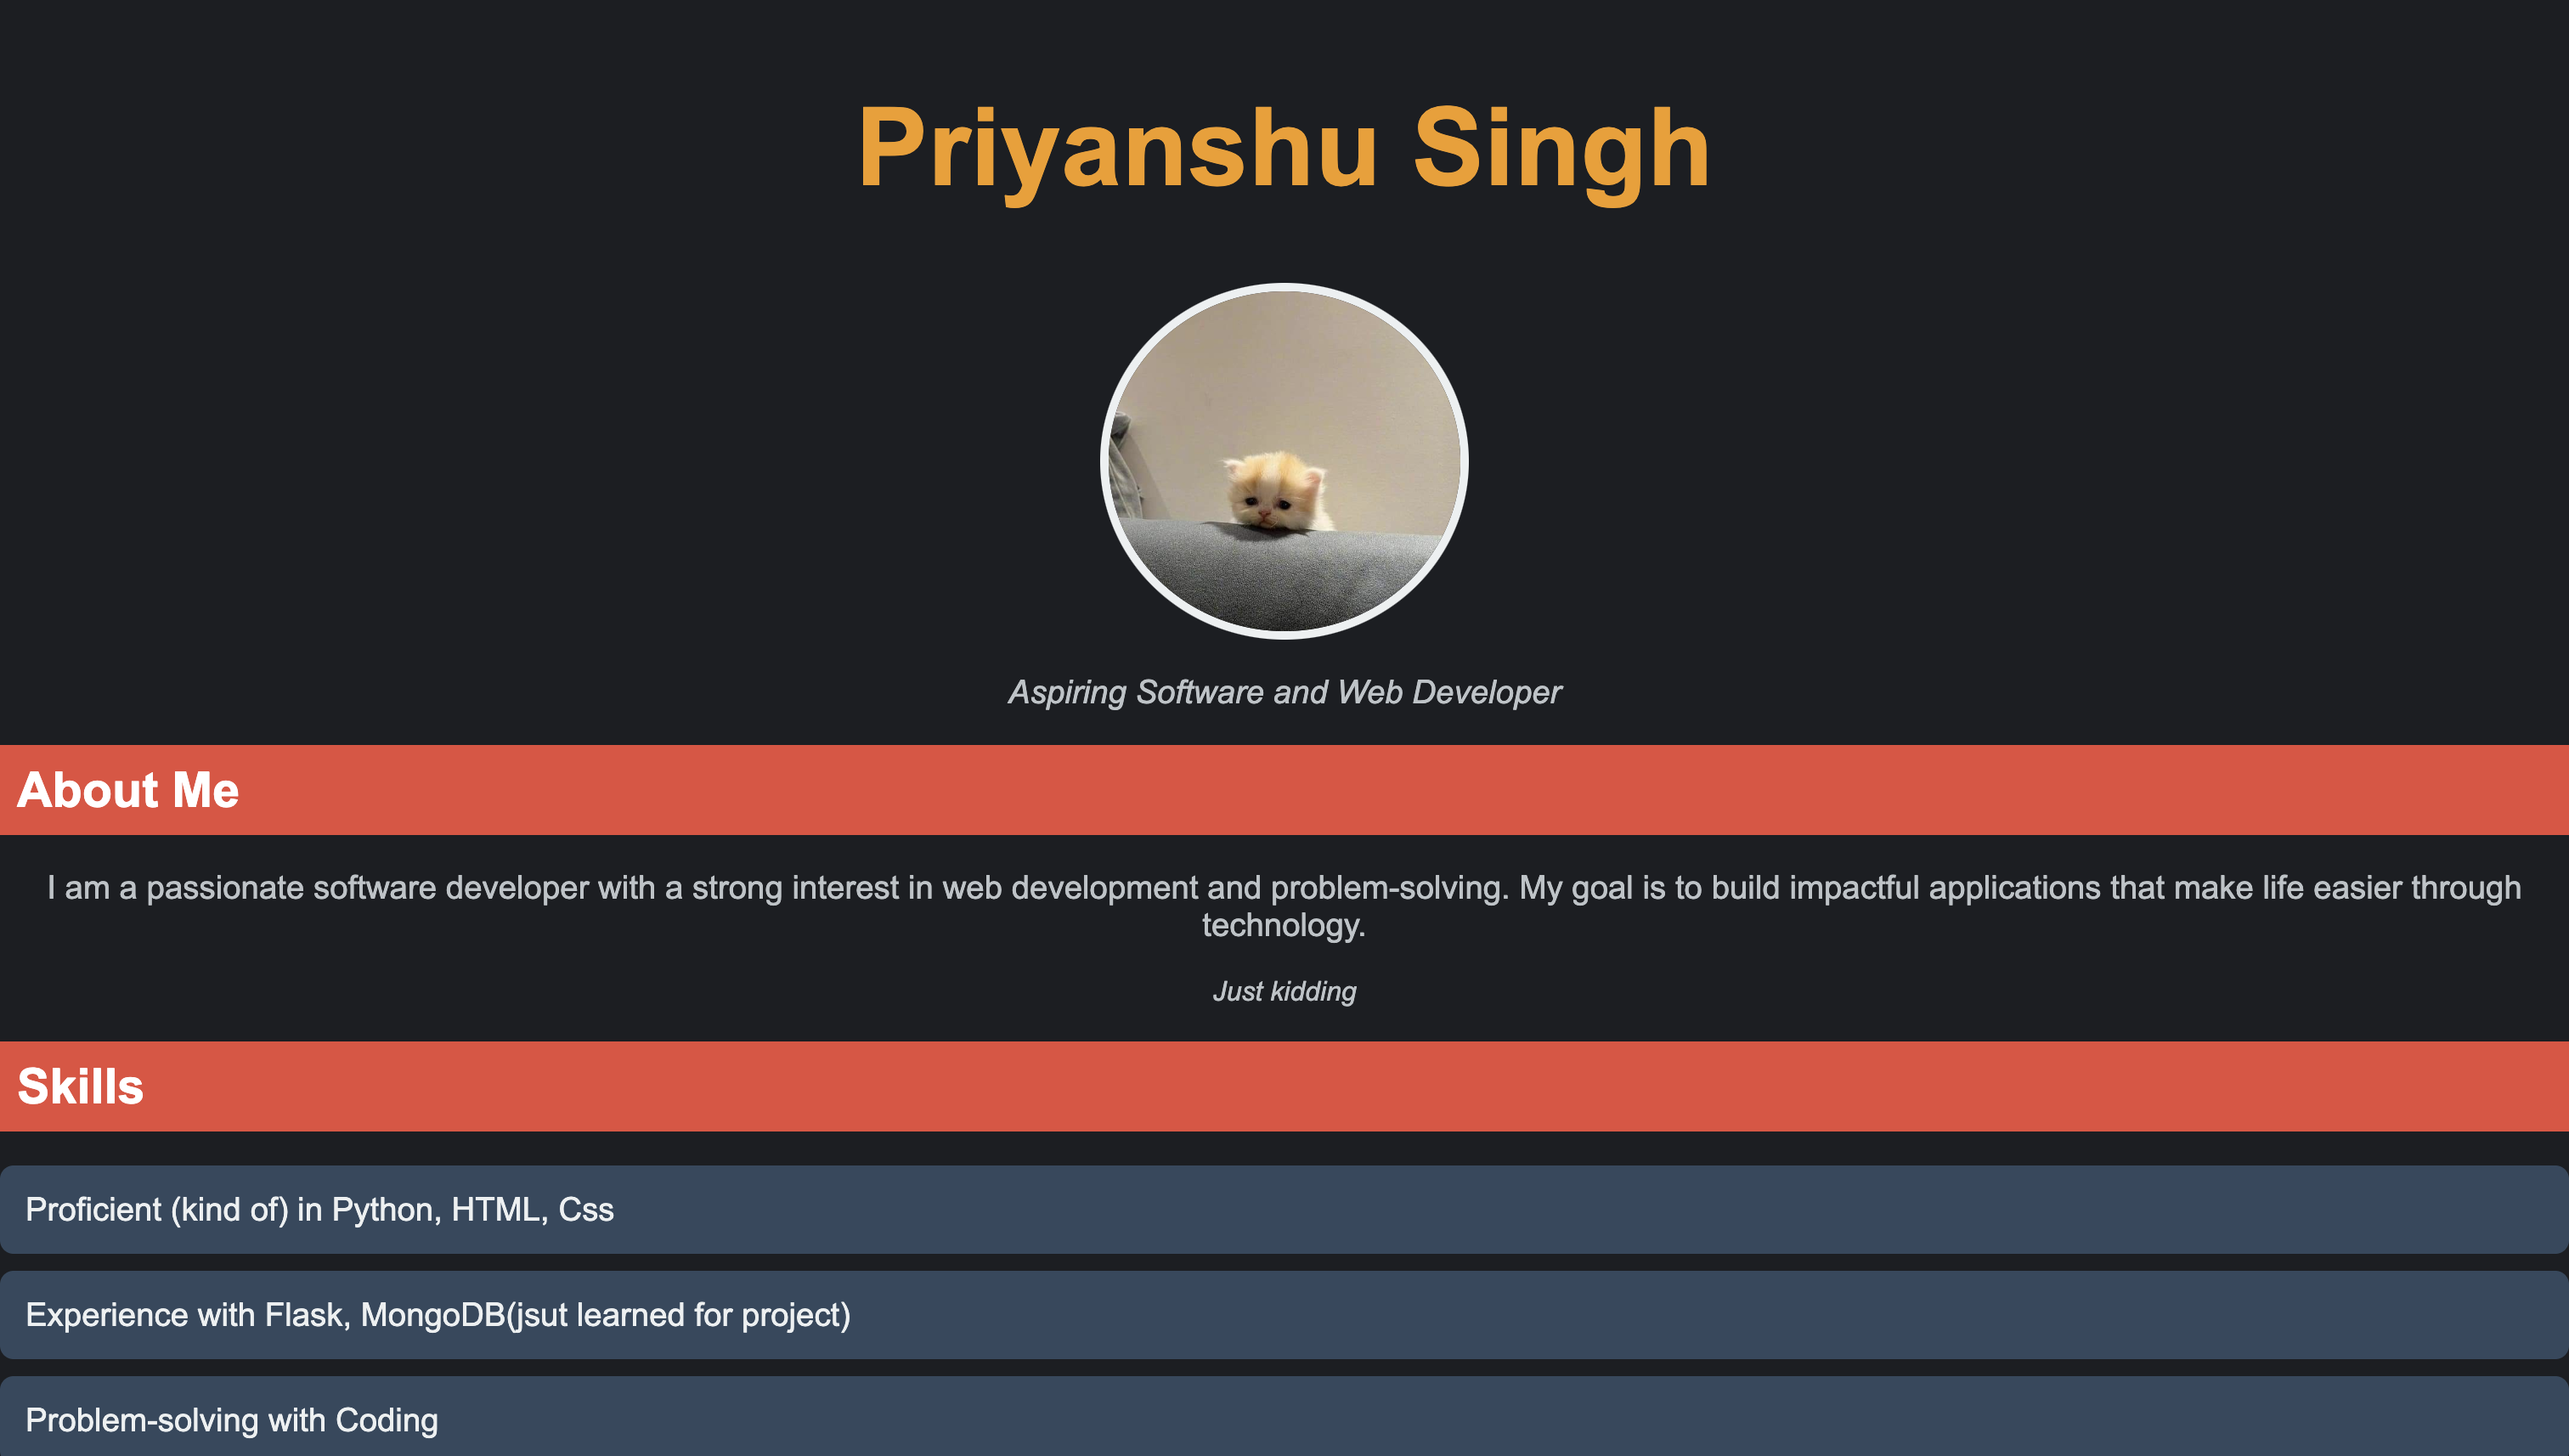 Priyanshu Singh
Aspiring Software and Web Developer
About Me
I am a passionate software developer with a strong interest in web development and problem-solving. My goal is to build impactful applications that make life easier through
technology.
Just kidding
Skills
Proficient (kind of) in Python, HTML, Css
Experience with Flask, MongoDB(jsut learned for project)
Problem-solving with Coding